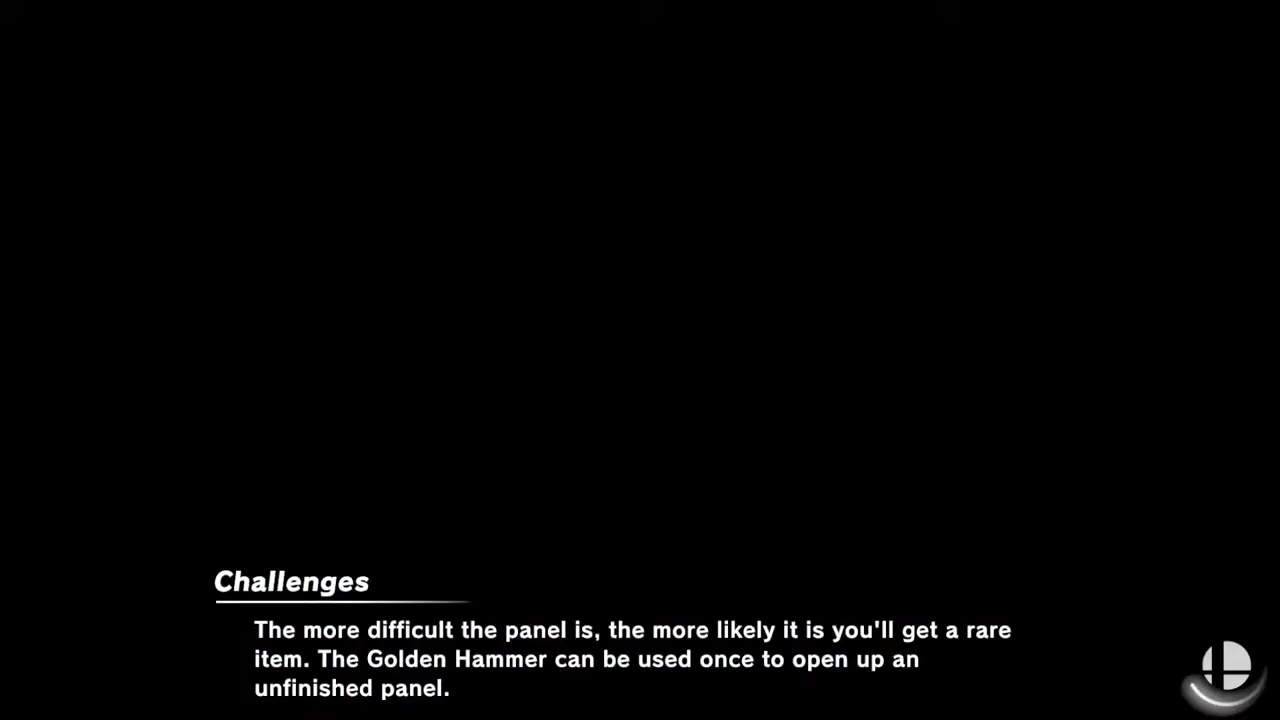 Challenges
The more difficult the panel is, the more likely it is you'll get a rare
item. The Golden Hammer can be used once to open up an
unfinished panel.